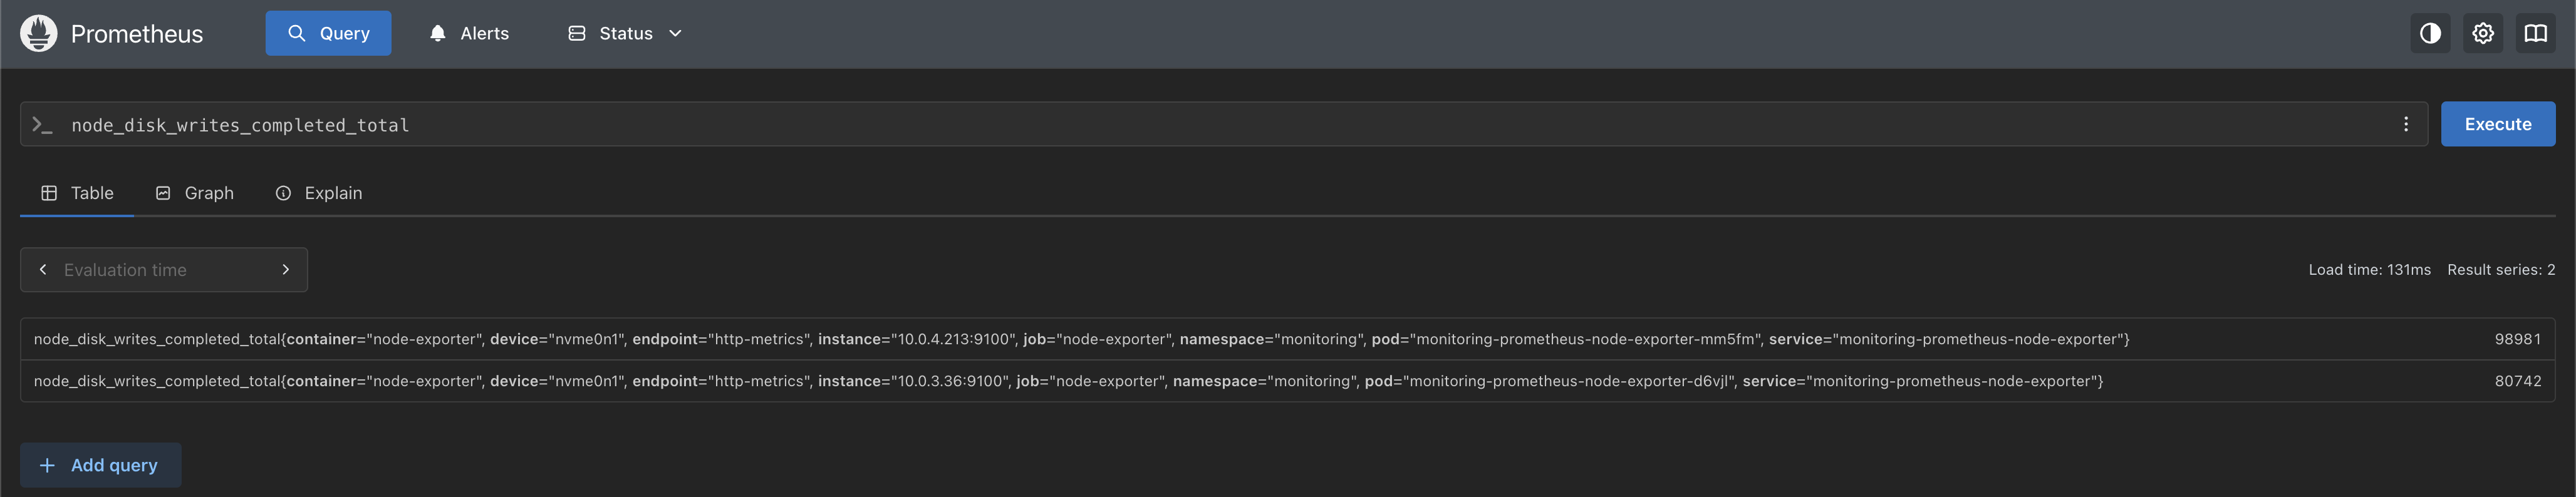 Prometheus Query Alerts Status
node_disk_writes_completed_total Execute
Table Graph Explain
Evaluation time Load time: 131ms Result series: 2
node_disk_writes_completed_total{container="node-exporter", device="nvme0n1", endpoint="http-metrics", instance="10.0.4.213:9100", job="node-exporter", namespace="monitoring", pod="monitoring-prometheus-node-exporter-mm5fm", service="monitoring-prometheus-node-exporter"} 98981
node_disk_writes_completed_total{container="node-exporter", device="nvme0n1", endpoint="http-metrics", instance="10.0.3.36:9100", job="node-exporter", namespace="monitoring", pod="monitoring-prometheus-node-exporter-d6vjl", service="monitoring-prometheus-node-exporter"} 80742
Add query